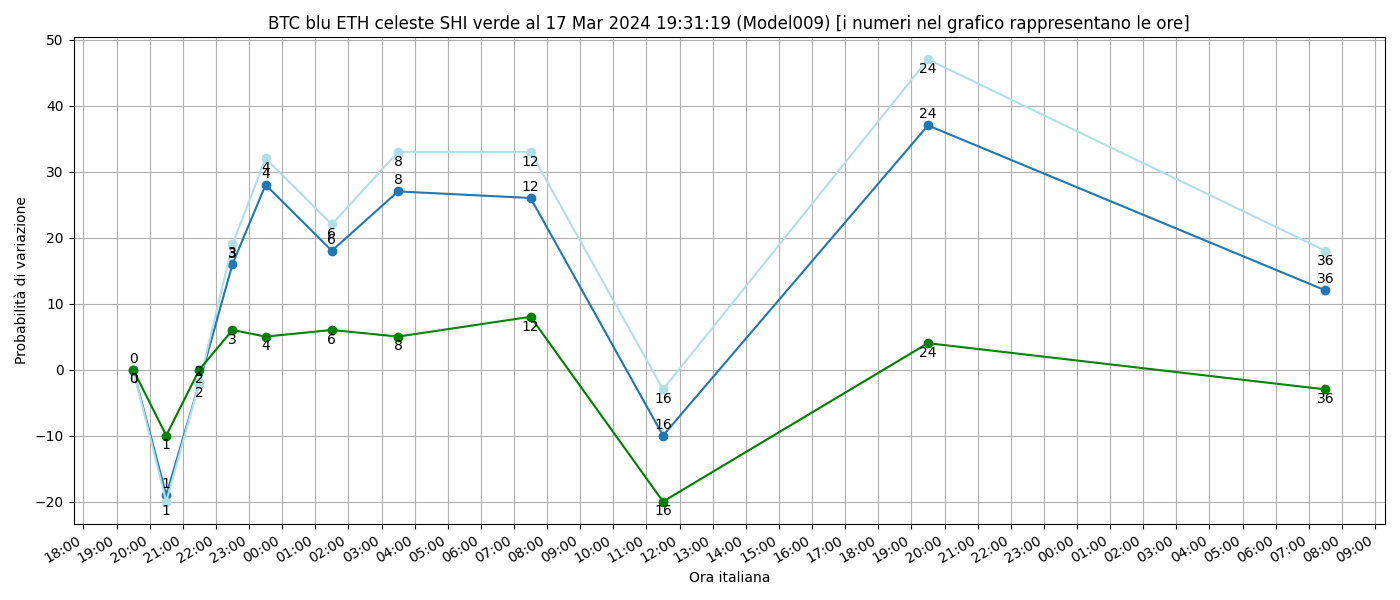 BTC blu ETH celeste SHI verde al 17 Mar 2024 19:31:19 (Model009) [i numeri nel grafico rappresentano le ore]
Probabilità di variazione
50
40
30
20
10
0
−10
−20
0 1 2 3 4 6 8 12 16 24 36
0 1 2 3 4 6 8 12 16 24 36
0 1 2 3 4 6 8 12 16 24 36
18:00 19:00 20:00 21:00 22:00 23:00 00:00 01:00 02:00 03:00 04:00 05:00 06:00 07:00 08:00 09:00 10:00 11:00 12:00 13:00 14:00 15:00 16:00 17:00 18:00 19:00 20:00 21:00 22:00 23:00 00:00 01:00 02:00 03:00 04:00 05:00 06:00 07:00 08:00 09:00
Ora italiana